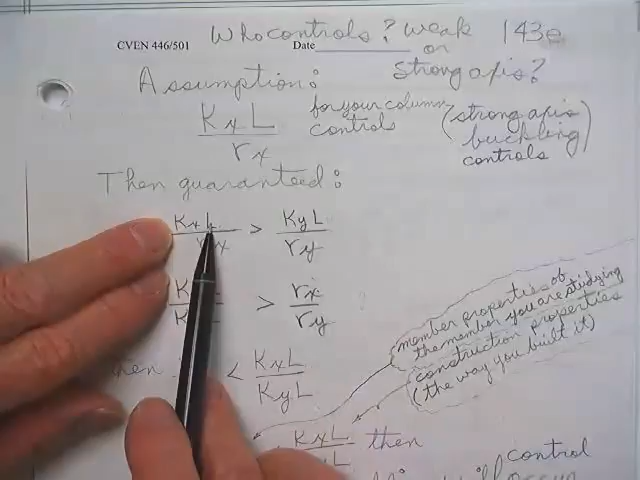 Who controls? weak 143e
CVEN 446/501 Date or
Assumption: strong axis?
KxL / rx for your column controls (strong axis buckling controls)
Then guaranteed:
KxL / rx > KyL / ry
> rx / ry
< KxL / KyL
member properties of
the member you are studying
construction properties
(the way you built it)
KxL then
control
occur